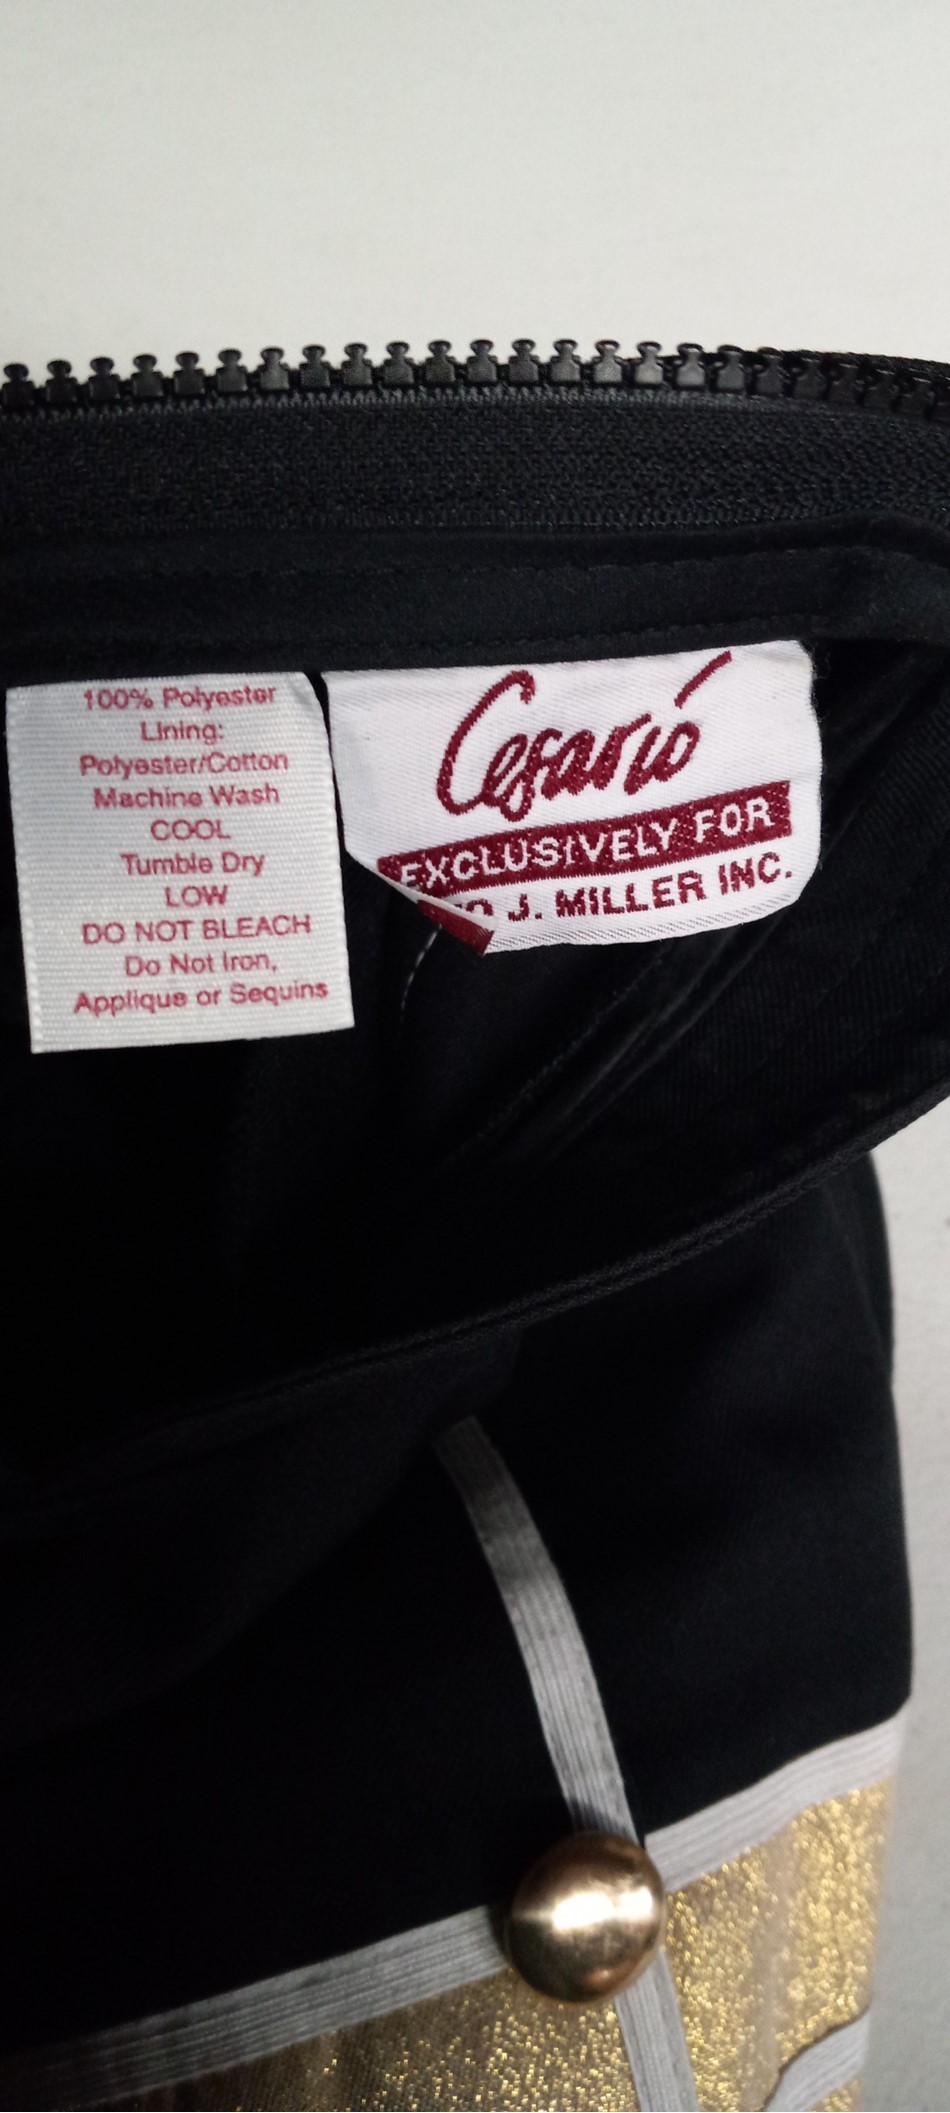 100% Polyester
Lining:
Polyester/Cotton
Machine Wash
COOL
Tumble Dry
LOW
DO NOT BLEACH
Do Not Iron,
Applique or Sequins
Cesarió
EXCLUSIVELY FOR
J. MILLER INC.